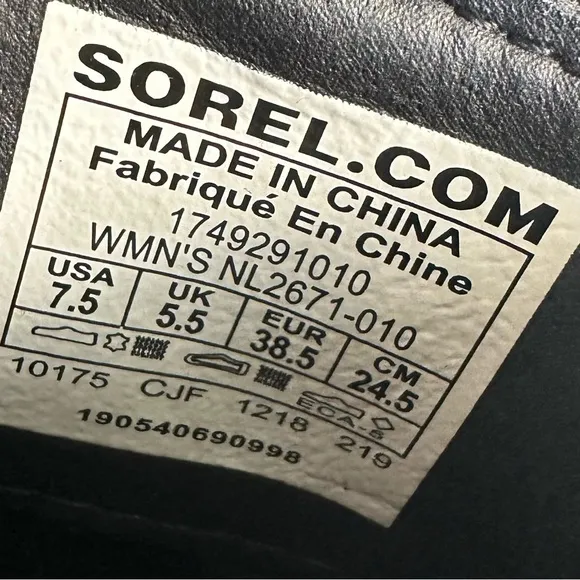 SOREL.COM
MADE IN CHINA
Fabriqué En Chine
1749291010
WMN'S NL2671-010
USA UK EUR CM
7.5 5.5 38.5 24.5
ECA.5
10175 CJF 1218 219
190540690998